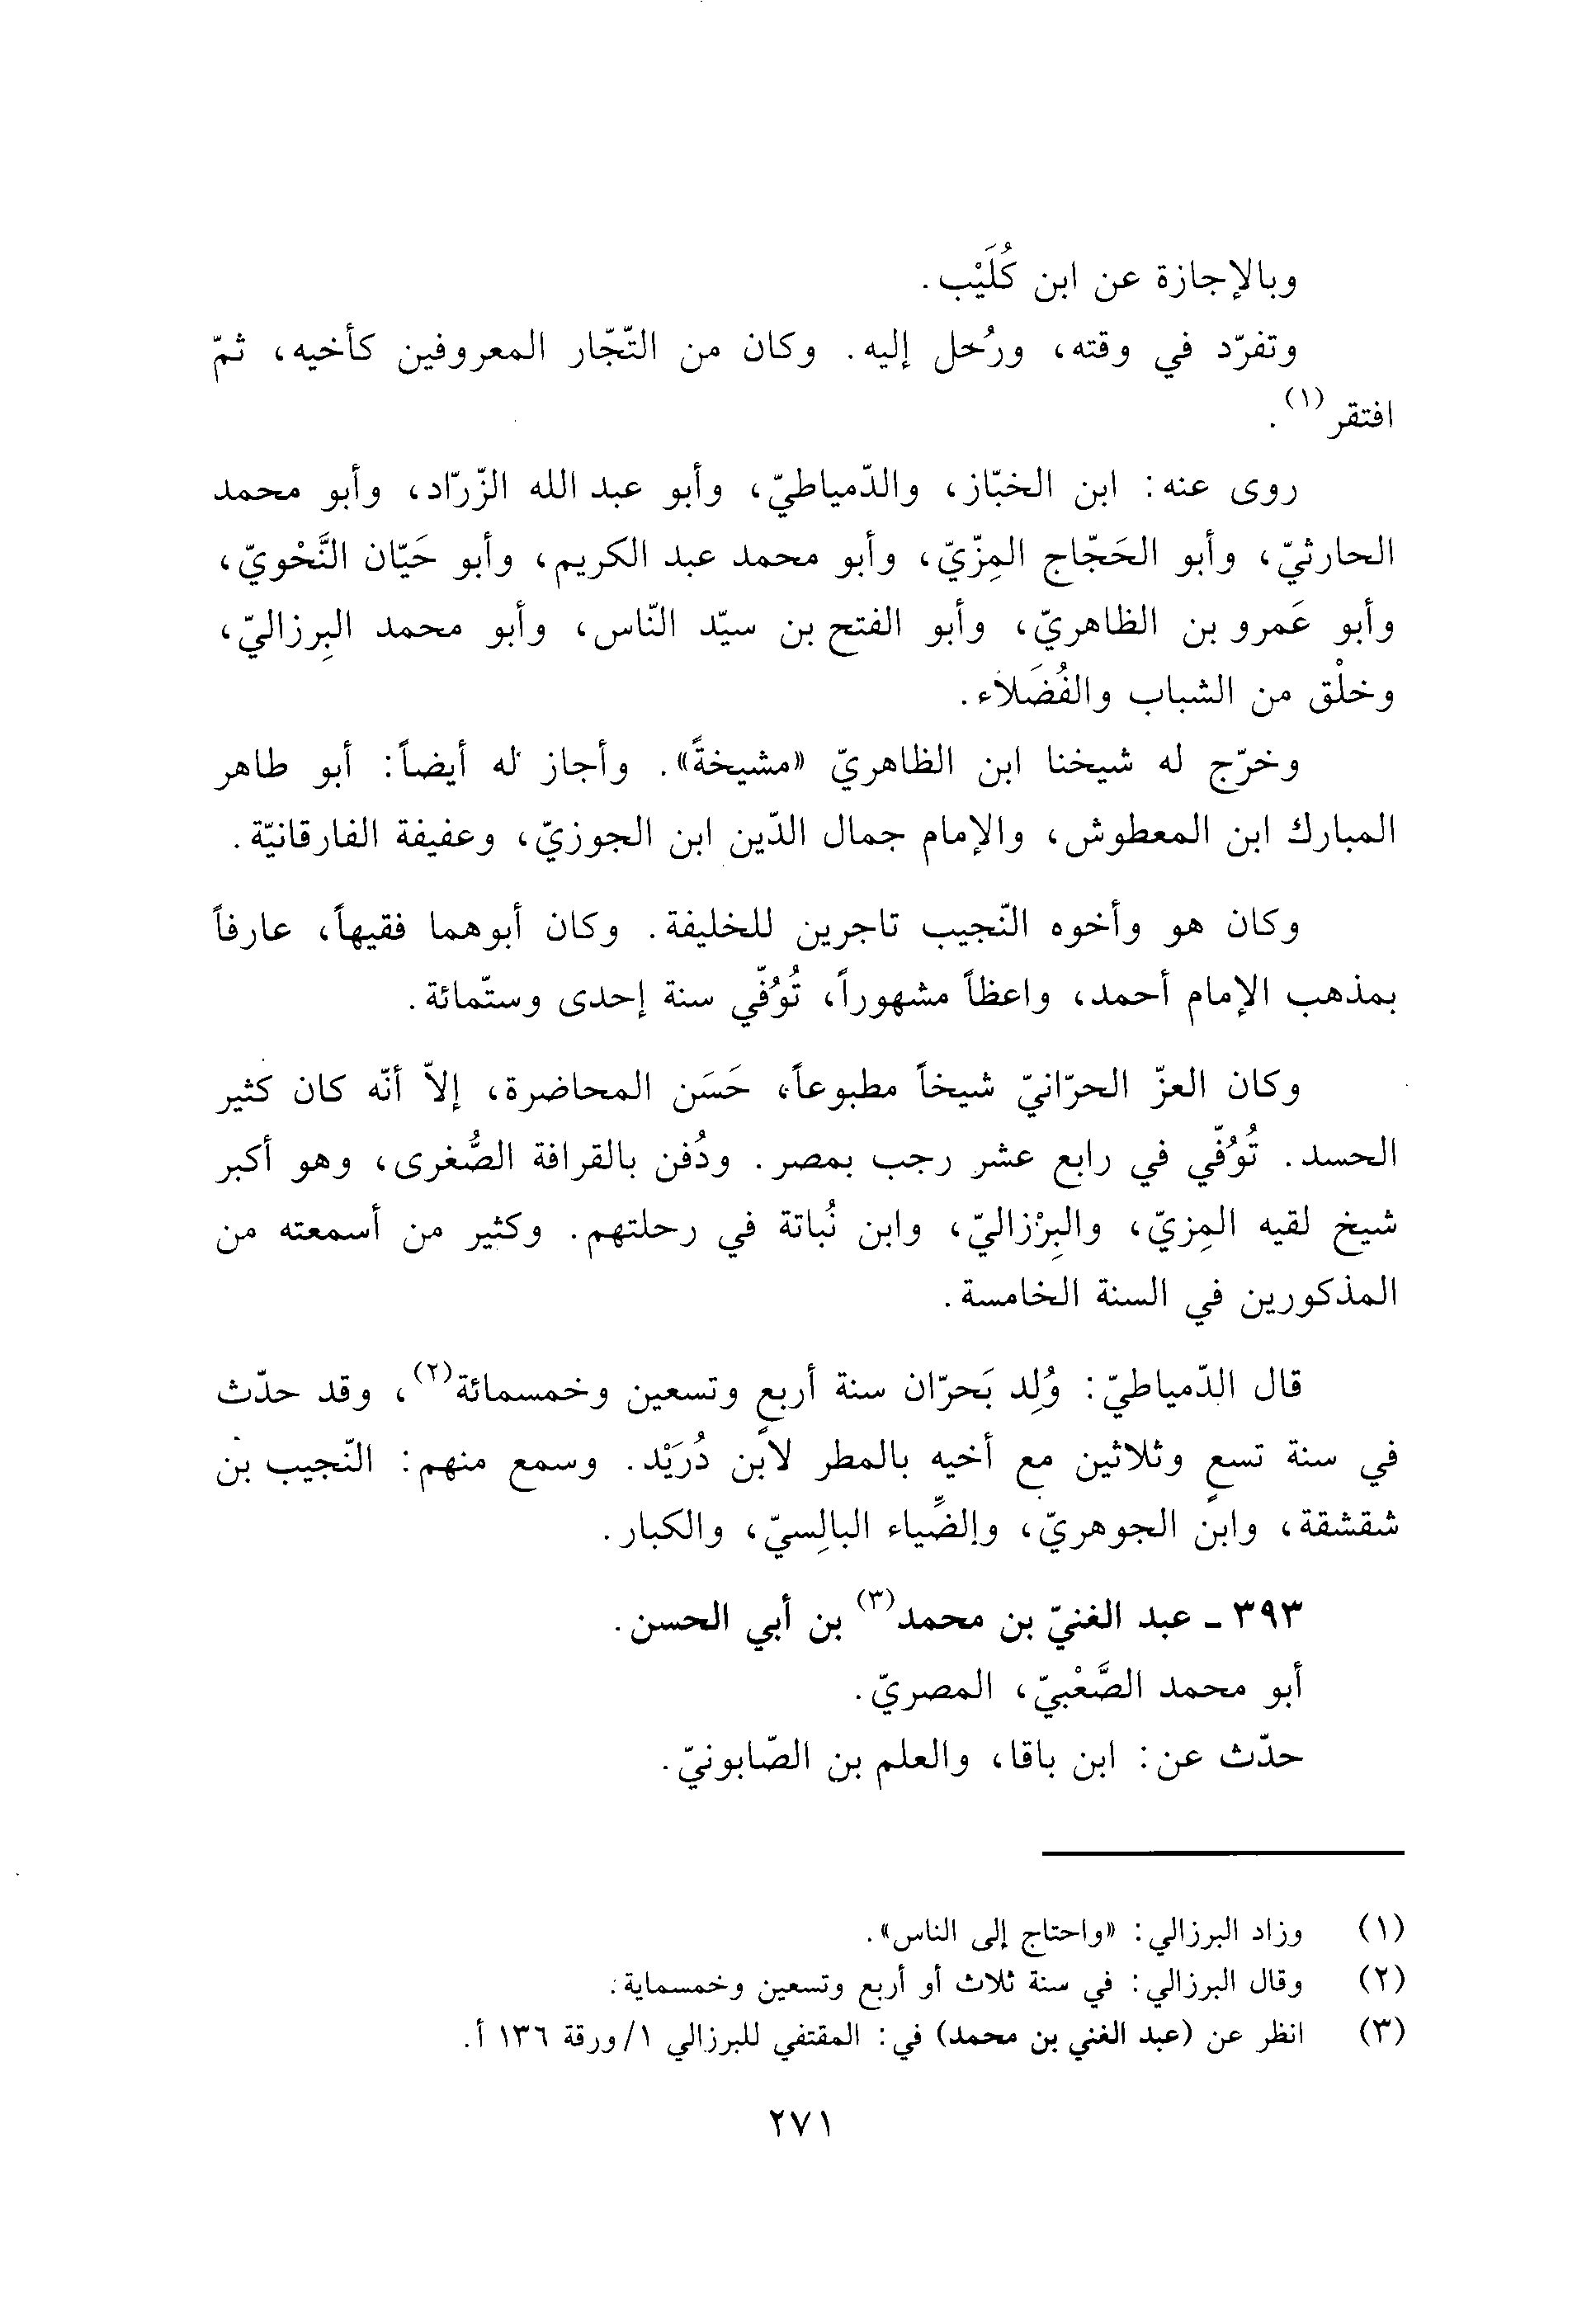 وبالإجازة عن ابن كُلَيْب.
وتفرّد في وقته، ورُحل إليه. وكان من التّجّار المعروفين كأخيه، ثمّ
افتقر(١).
روى عنه: ابن الخبّاز، والدّمياطيّ، وأبو عبد الله الزّرّاد، وأبو محمد
الحارثيّ، وأبو الحَجّاج المِزّيّ، وأبو محمد عبد الكريم، وأبو حَيّان النَّحْويّ،
وأبو عَمرو بن الظاهريّ، وأبو الفتح بن سيّد النّاس، وأبو محمد البِرزاليّ،
وخلْق من الشباب والفُضَلاء.
وخرّج له شيخنا ابن الظاهريّ «مشيخةً». وأجاز له أيضاً: أبو طاهر
المبارك ابن المعطوش، والإمام جمال الدّين ابن الجوزيّ، وعفيفة الفارقانيّة.
وكان هو وأخوه النّجيب تاجرين للخليفة. وكان أبوهما فقيهاً، عارفاً
بمذهب الإمام أحمد، واعظاً مشهوراً، تُوُفّي سنة إحدى وستّمائة.
وكان العزّ الحرّانيّ شيخاً مطبوعاً، حَسَن المحاضرة، إلاّ أنّه كان كثير
الحسد. تُوُفّي في رابع عشر رجب بمصر. ودُفن بالقرافة الصُّغرى، وهو أكبر
شيخ لقيه المِزيّ، والبِرْزاليّ، وابن نُباتة في رحلتهم. وكثير من أسمعته من
المذكورين في السنة الخامسة.
قال الدّمياطيّ: وُلِد بَحرّان سنة أربعٍ وتسعين وخمسمائة(٢)، وقد حدّث
في سنة تسعٍ وثلاثين مع أخيه بالمطر لابن دُرَيْد. وسمع منهم: النّجيب بن
شقشقة، وابن الجوهريّ، والضِّياء البالِسيّ، والكبار.
٣٩٣ - عبد الغنيّ بن محمد(٣) بن أبي الحسن.
أبو محمد الصَّعْبيّ، المصريّ.
حدّث عن: ابن باقا، والعلم بن الصّابونيّ.
(١) وزاد البرزالي: «واحتاج إلى الناس».
(٢) وقال البرزالي: في سنة ثلاث أو أربع وتسعين وخمسماية.
(٣) انظر عن (عبد الغني بن محمد) في: المقتفي للبرزالي ١/ورقة ١٣٦ أ.
٢٧١